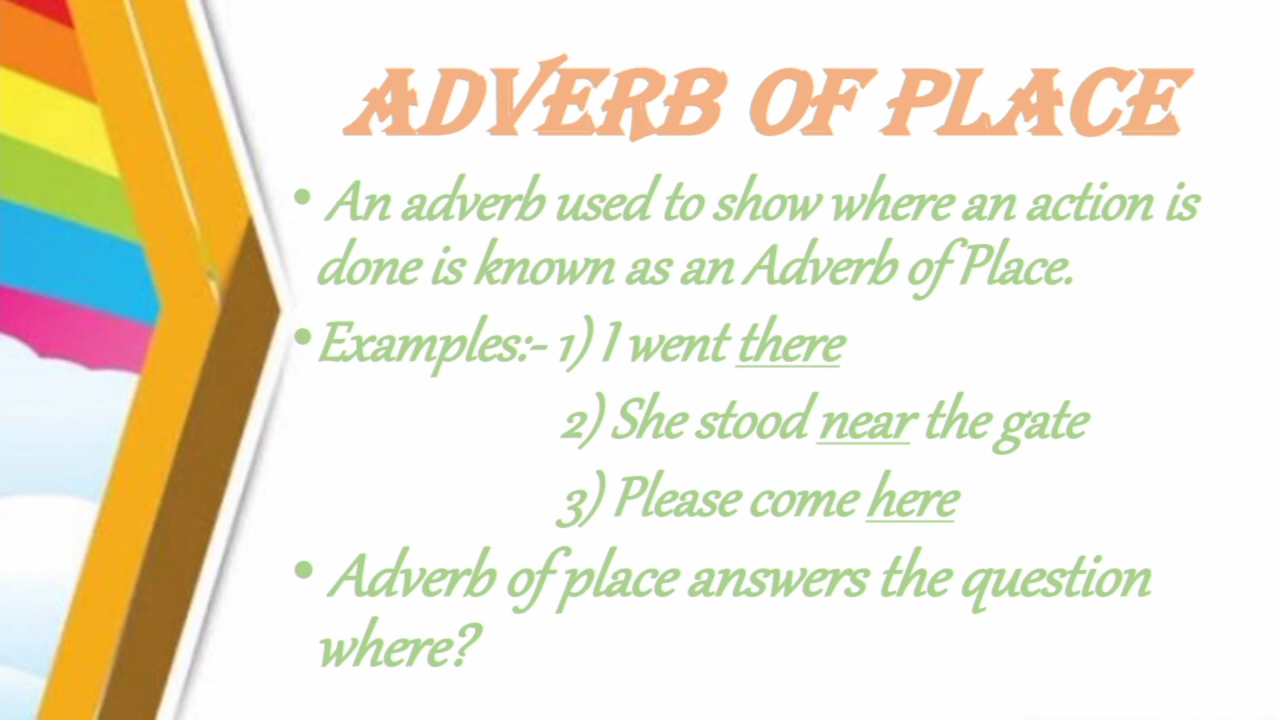 ADVERB OF PLACE
• An adverb used to show where an action is
done is known as an Adverb of Place.
• Examples:- 1) I went there
2) She stood near the gate
3) Please come here
• Adverb of place answers the question
where?